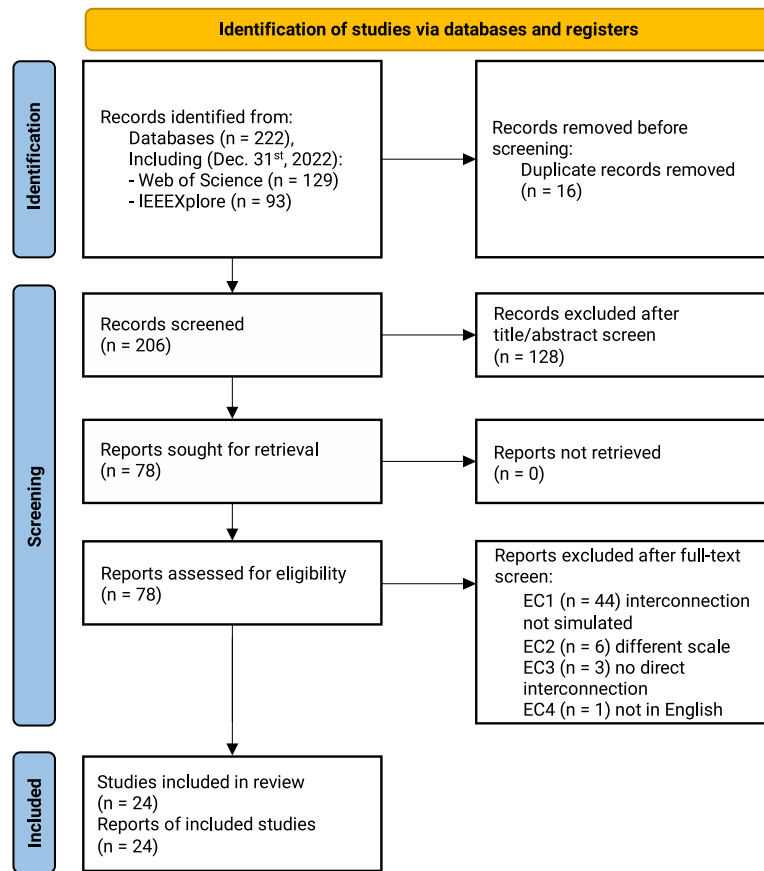 Identification of studies via databases and registers
Identification
Records identified from:
Databases (n = 222),
Including (Dec. 31st, 2022):
- Web of Science (n = 129)
- IEEEXplore (n = 93)
Records removed before
screening:
Duplicate records removed
(n = 16)
Screening
Records screened
(n = 206)
Records excluded after
title/abstract screen
(n = 128)
Reports sought for retrieval
(n = 78)
Reports not retrieved
(n = 0)
Reports assessed for eligibility
(n = 78)
Reports excluded after full-text
screen:
EC1 (n = 44) interconnection
not simulated
EC2 (n = 6) different scale
EC3 (n = 3) no direct
interconnection
EC4 (n = 1) not in English
Included
Studies included in review
(n = 24)
Reports of included studies
(n = 24)